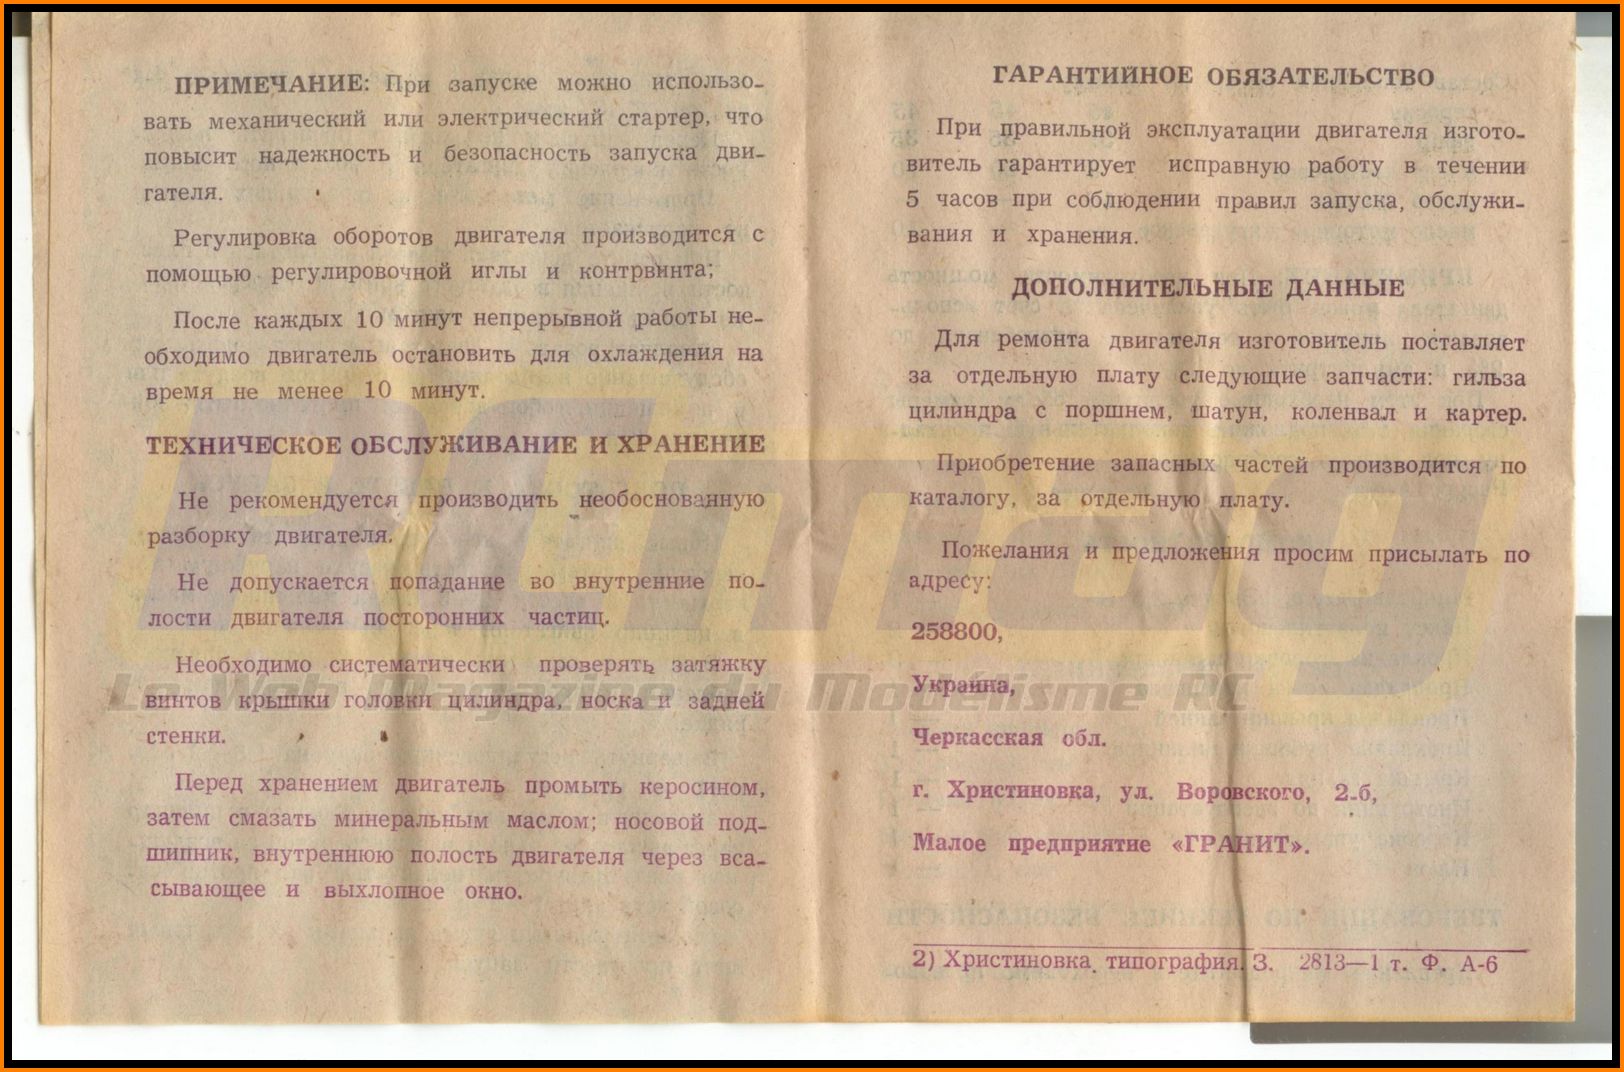 ПРИМЕЧАНИЕ: При запуске можно использо-
вать механический или электрический стартер, что
повысит надежность и безопасность запуска дви-
гателя.
Регулировка оборотов двигателя производится с
помощью регулировочной иглы и контрвинта;
После каждых 10 минут непрерывной работы не-
обходимо двигатель остановить для охлаждения на
время не менее 10 минут.
ТЕХНИЧЕСКОЕ ОБСЛУЖИВАНИЕ И ХРАНЕНИЕ
Не рекомендуется производить необоснованную
разборку двигателя.
Не допускается попадание во внутренние по-
лости двигателя посторонних частиц.
Необходимо систематически проверять затяжку
винтов крышки головки цилиндра, носка и задней
стенки.
Перед хранением двигатель промыть керосином,
затем смазать минеральным маслом; носовой под-
шипник, внутреннюю полость двигателя через вса-
сывающее и выхлопное окно.
ГАРАНТИЙНОЕ ОБЯЗАТЕЛЬСТВО
При правильной эксплуатации двигателя изгото-
витель гарантирует исправную работу в течении
5 часов при соблюдении правил запуска, обслужи-
вания и хранения.
ДОПОЛНИТЕЛЬНЫЕ ДАННЫЕ
Для ремонта двигателя изготовитель поставляет
за отдельную плату следующие запчасти: гильза
цилиндра с поршнем, шатун, коленвал и картер.
Приобретение запасных частей производится по
каталогу, за отдельную плату.
Пожелания и предложения просим присылать по
адресу:
258800,
Украина,
Черкасская обл.
г. Христиновка, ул. Воровского, 2-б,
Малое предприятие «ГРАНИТ».
2) Христиновка, типография. З. 2813—1 т. Ф. А-6
RCmag
Le Web Magazine du Modélisme RC